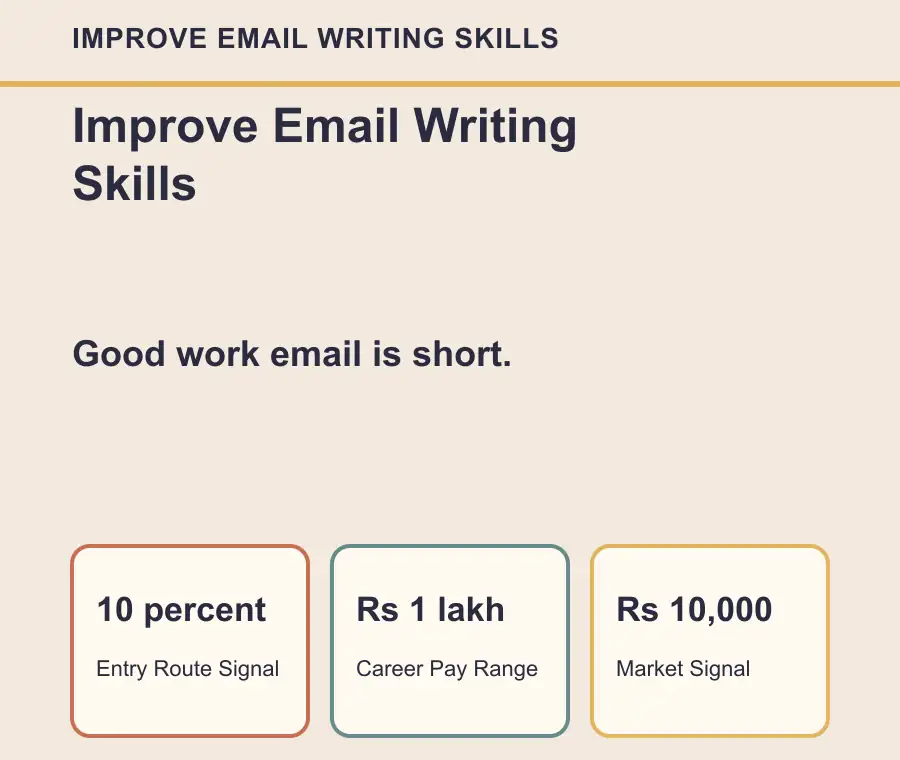 IMPROVE EMAIL WRITING SKILLS
Improve Email Writing
Skills
Good work email is short.
10 percent
Entry Route Signal
Rs 1 lakh
Career Pay Range
Rs 10,000
Market Signal